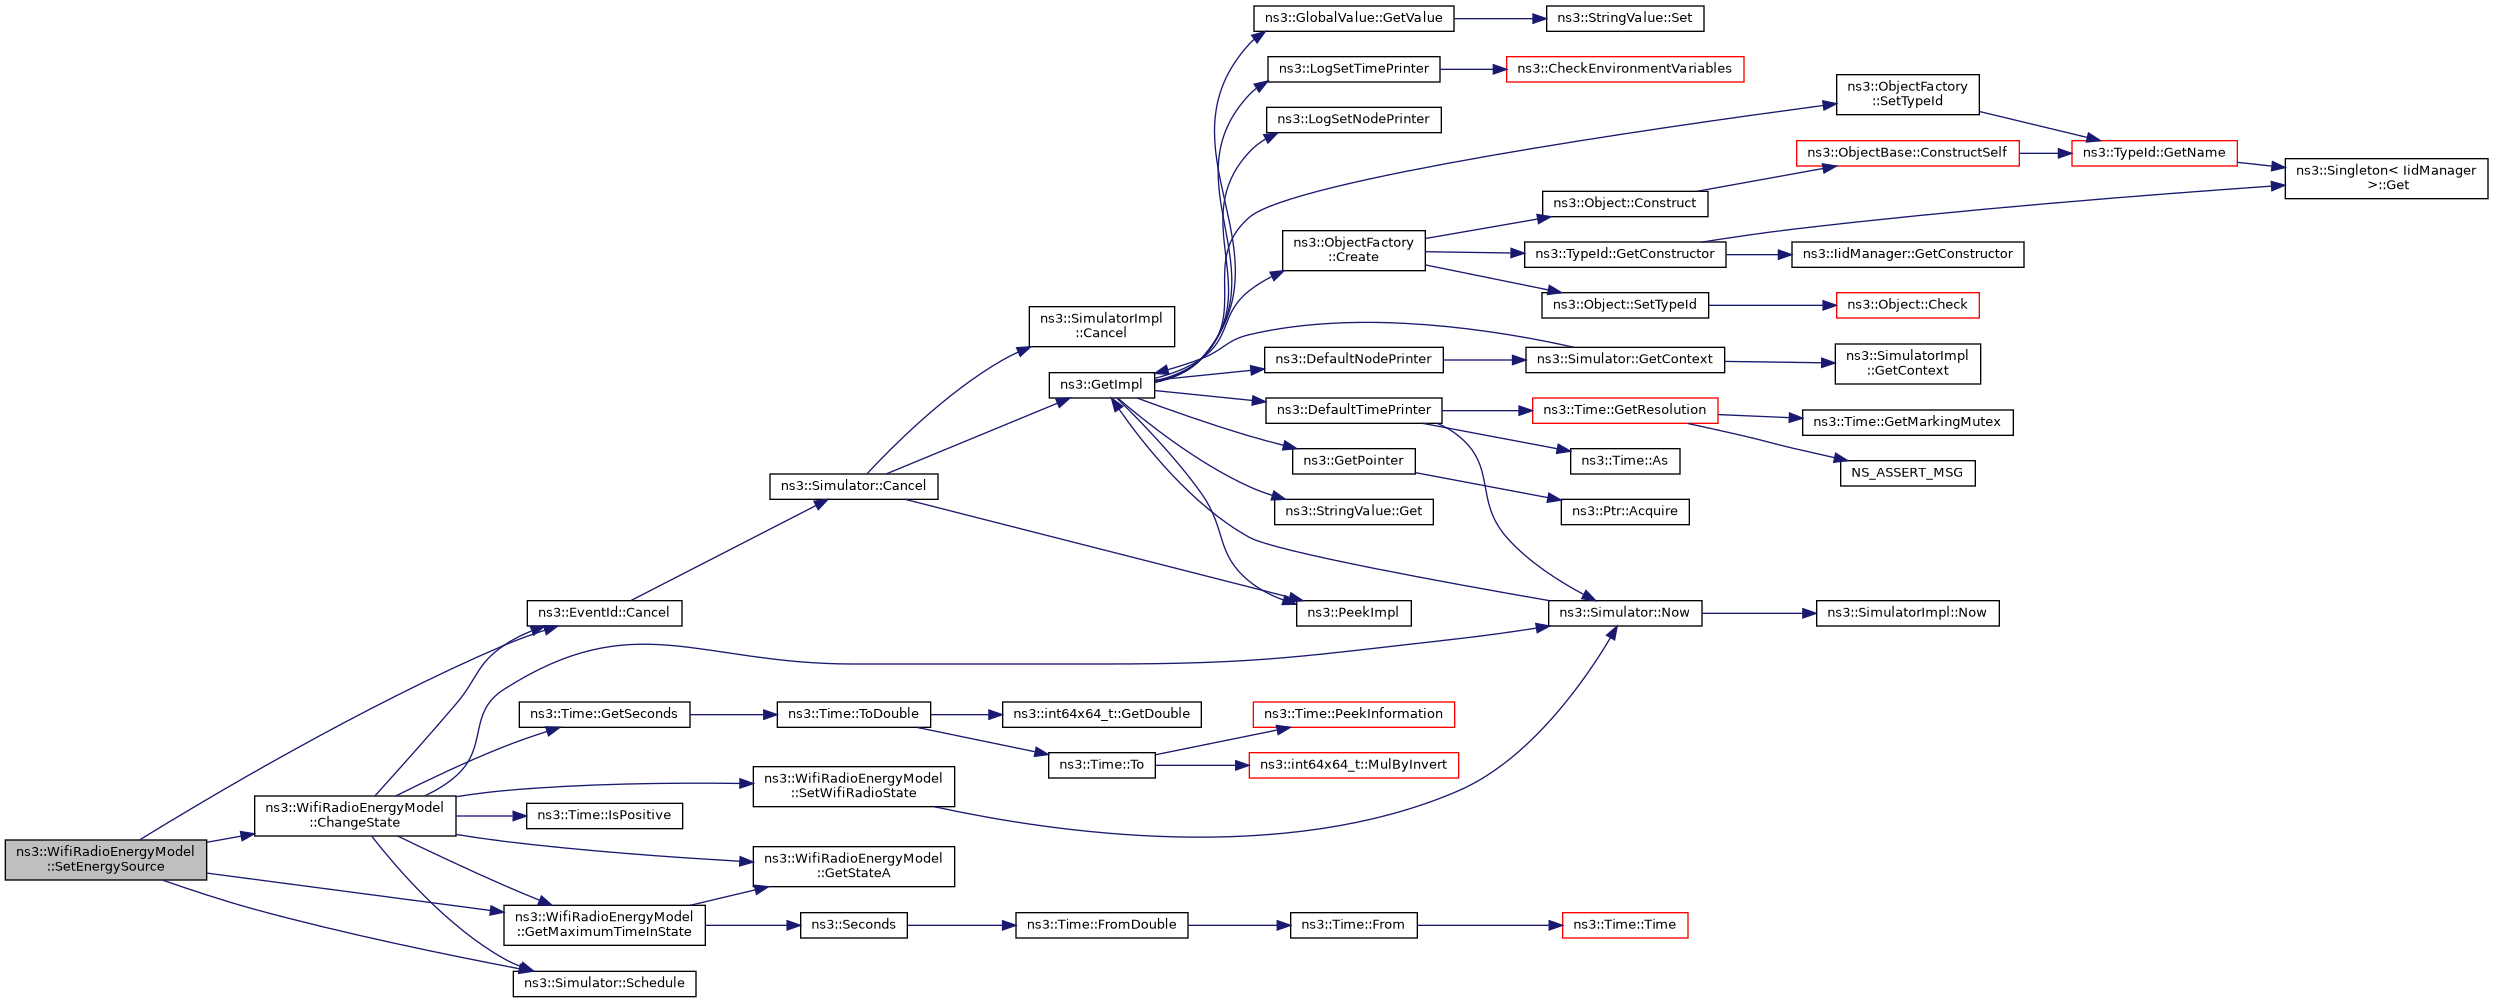 ns3::WifiRadioEnergyModel
::SetEnergySource
ns3::EventId::Cancel
ns3::WifiRadioEnergyModel
::ChangeState
ns3::WifiRadioEnergyModel
::GetMaximumTimeInState
ns3::Simulator::Schedule
ns3::Simulator::Cancel
ns3::SimulatorImpl
::Cancel
ns3::GetImpl
ns3::PeekImpl
ns3::GlobalValue::GetValue
ns3::StringValue::Set
ns3::LogSetTimePrinter
ns3::CheckEnvironmentVariables
ns3::LogSetNodePrinter
ns3::ObjectFactory
::SetTypeId
ns3::TypeId::GetName
ns3::Singleton< IidManager
>::Get
ns3::ObjectFactory
::Create
ns3::Object::Construct
ns3::ObjectBase::ConstructSelf
ns3::TypeId::GetConstructor
ns3::IidManager::GetConstructor
ns3::Object::SetTypeId
ns3::Object::Check
ns3::DefaultNodePrinter
ns3::Simulator::GetContext
ns3::SimulatorImpl
::GetContext
ns3::DefaultTimePrinter
ns3::Time::GetResolution
ns3::Time::GetMarkingMutex
NS_ASSERT_MSG
ns3::Time::As
ns3::Simulator::Now
ns3::SimulatorImpl::Now
ns3::GetPointer
ns3::Ptr::Acquire
ns3::StringValue::Get
ns3::Time::GetSeconds
ns3::Time::ToDouble
ns3::int64x64_t::GetDouble
ns3::Time::To
ns3::Time::PeekInformation
ns3::int64x64_t::MulByInvert
ns3::WifiRadioEnergyModel
::SetWifiRadioState
ns3::Time::IsPositive
ns3::WifiRadioEnergyModel
::GetStateA
ns3::Seconds
ns3::Time::FromDouble
ns3::Time::From
ns3::Time::Time